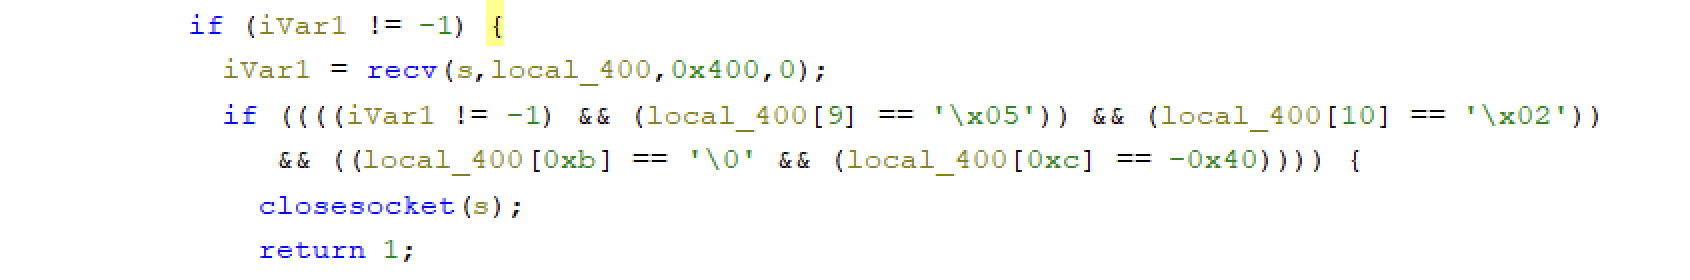 if (iVar1 != -1) {
iVar1 = recv(s,local_400,0x400,0);
if ((((iVar1 != -1) && (local_400[9] == '\x05')) && (local_400[10] == '\x02'))
&& ((local_400[0xb] == '\0' && (local_400[0xc] == -0x40)))) {
closesocket(s);
return 1;